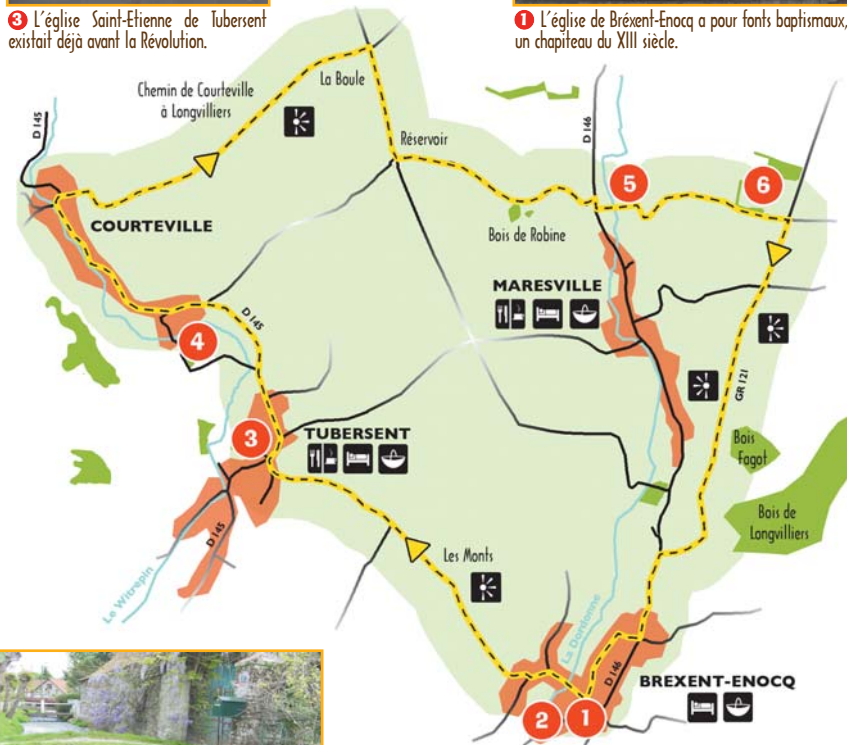 3 L'église Saint-Etienne de Tubersent
existait déjà avant la Révolution.
1 L'église de Bréxent-Enocq a pour fonts baptismaux,
un chapiteau du XIII siècle.
Chemin de Courteville
à Longvilliers
La Boule
D 145
D 146
Réservoir
5
6
COURTEVILLE
Bois de Robine
MARESVILLE
D 145
4
GR 121
3
TUBERSENT
Bois
Fagot
Bois de
Longvilliers
D 145
Les Monts
Le Witrepin
La Dordonne
D 146
BREXENT-ENOCQ
2
1